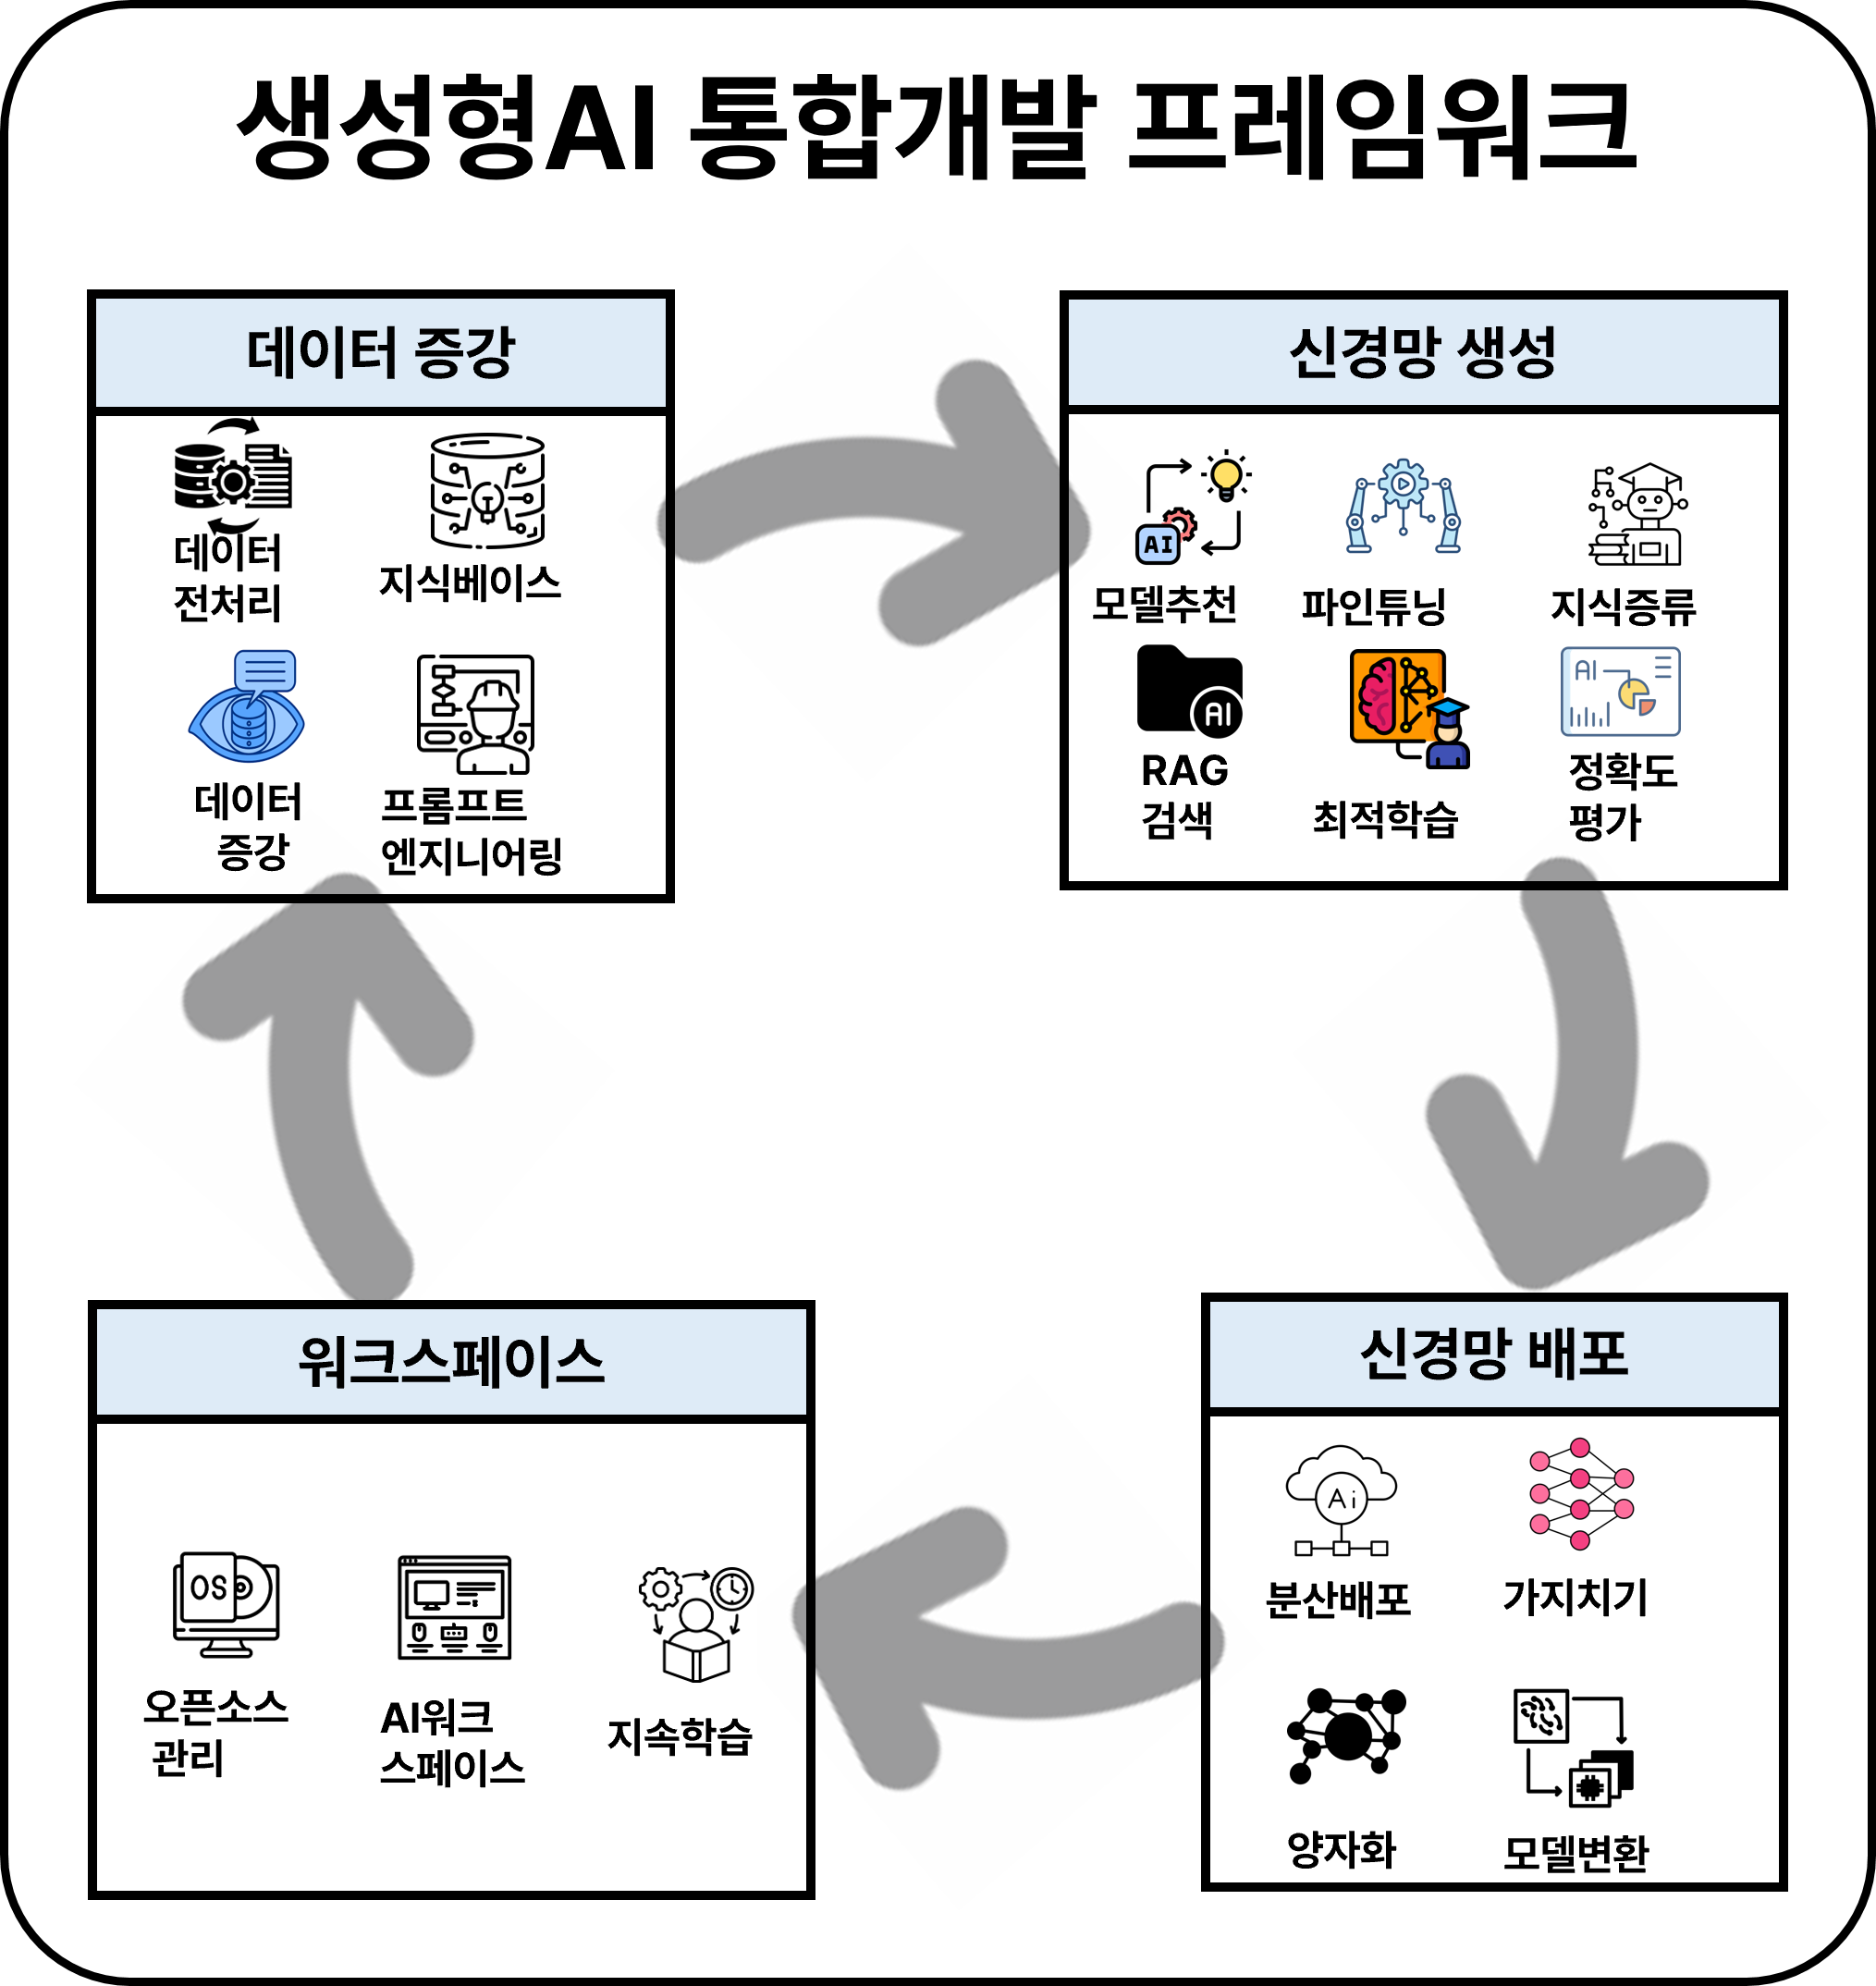 생성형AI 통합개발 프레임워크
데이터 증강
데이터
전처리
지식베이스
데이터
증강
프롬프트
엔지니어링
신경망 생성
AI
모델추천
파인튜닝
지식증류
AI
RAG
검색
최적학습
AI
정확도
평가
워크스페이스
OS
오픈소스
관리
AI워크
스페이스
지속학습
신경망 배포
Ai
분산배포
가지치기
양자화
모델변환